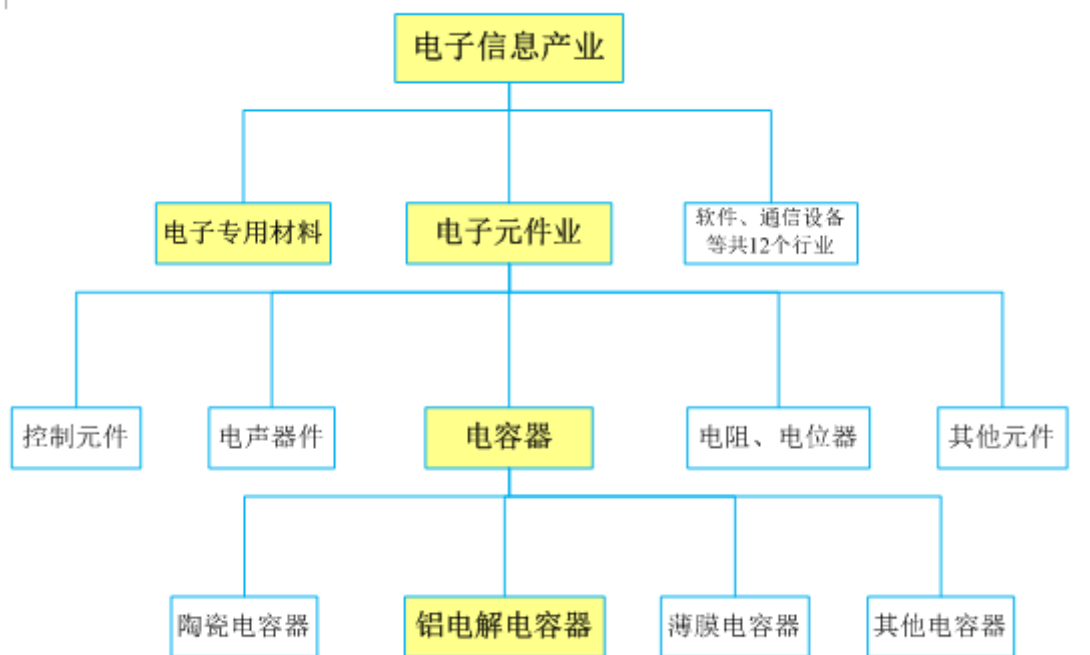 电子信息产业
电子专用材料
电子元件业
软件、通信设备
等共12个行业
控制元件
电声器件
电容器
电阻、电位器
其他元件
陶瓷电容器
铝电解电容器
薄膜电容器
其他电容器